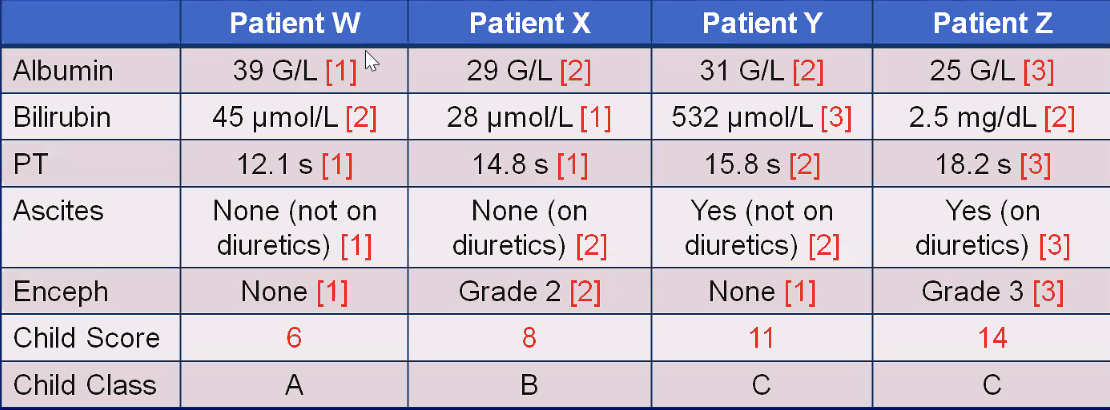 Patient W Patient X Patient Y Patient Z
Albumin 39 G/L [1] 29 G/L [2] 31 G/L [2] 25 G/L [3]
Bilirubin 45 µmol/L [2] 28 µmol/L [1] 532 µmol/L [3] 2.5 mg/dL [2]
PT 12.1 s [1] 14.8 s [1] 15.8 s [2] 18.2 s [3]
Ascites None (not on None (on Yes (not on Yes (on
diuretics) [1] diuretics) [2] diuretics) [2] diuretics) [3]
Enceph None [1] Grade 2 [2] None [1] Grade 3 [3]
Child Score 6 8 11 14
Child Class A B C C